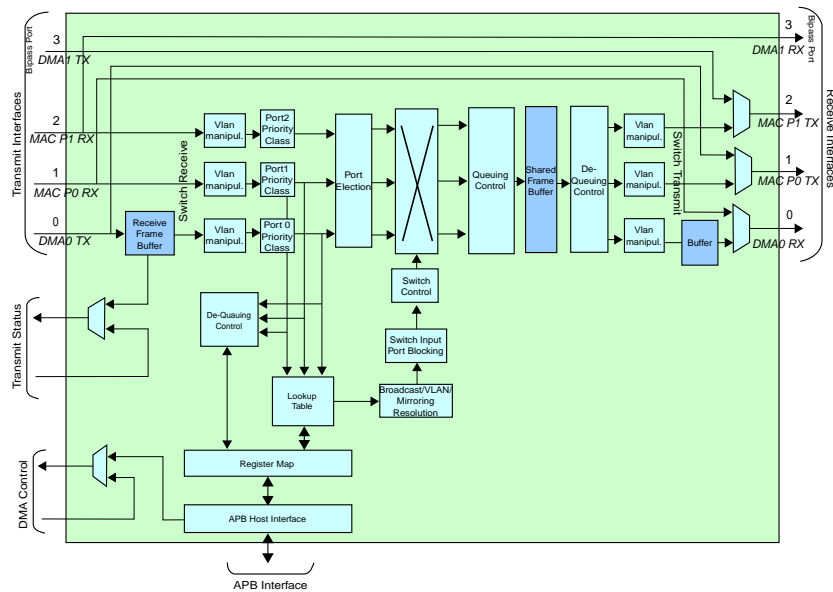 Bipass Port
3
DMA1 TX
2
MAC P1 RX
1
MAC P0 RX
0
DMA0 TX
Transmit Interfaces
Switch Receive
Receive
Frame
Buffer
Vlan
manipul.
Port2
Priority
Class
Vlan
manipul.
Port1
Priority
Class
Vlan
manipul.
Port 0
Priority
Class
Port
Election
Queuing
Control
Shared
Frame
Buffer
De-
Queuing
Control
Vlan
manipul.
Vlan
manipul.
Vlan
manipul.
Switch Transmit
Buffer
3
DMA1 RX
Bipass Port
2
MAC P1 TX
1
MAC P0 TX
0
DMA0 RX
Receive Interfaces
Switch
Control
Switch Input
Port Blocking
Broadcast/VLAN/
Mirroring
Resolution
De-Quauing
Control
Lookup
Table
Transmit Status
Register Map
DMA Control
APB Host Interface
APB Interface